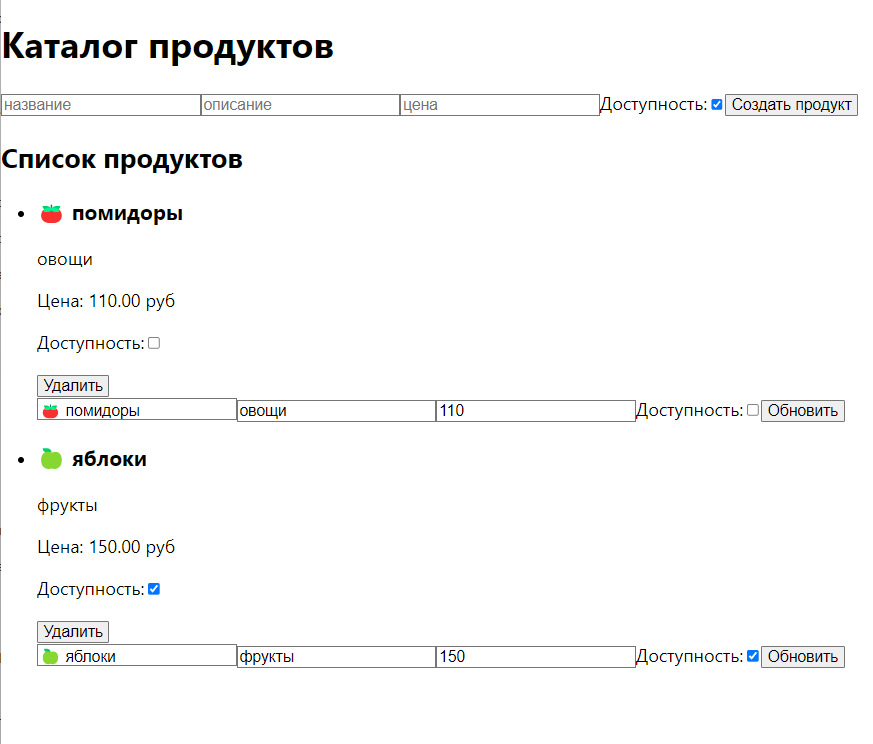 Каталог продуктов
название описание цена Доступность: Создать продукт
Список продуктов
🍅 помидоры
овощи
Цена: 110.00 руб
Доступность:
Удалить
🍅 помидоры овощи 110 Доступность: Обновить
🍏 яблоки
фрукты
Цена: 150.00 руб
Доступность:
Удалить
🍏 яблоки фрукты 150 Доступность: Обновить